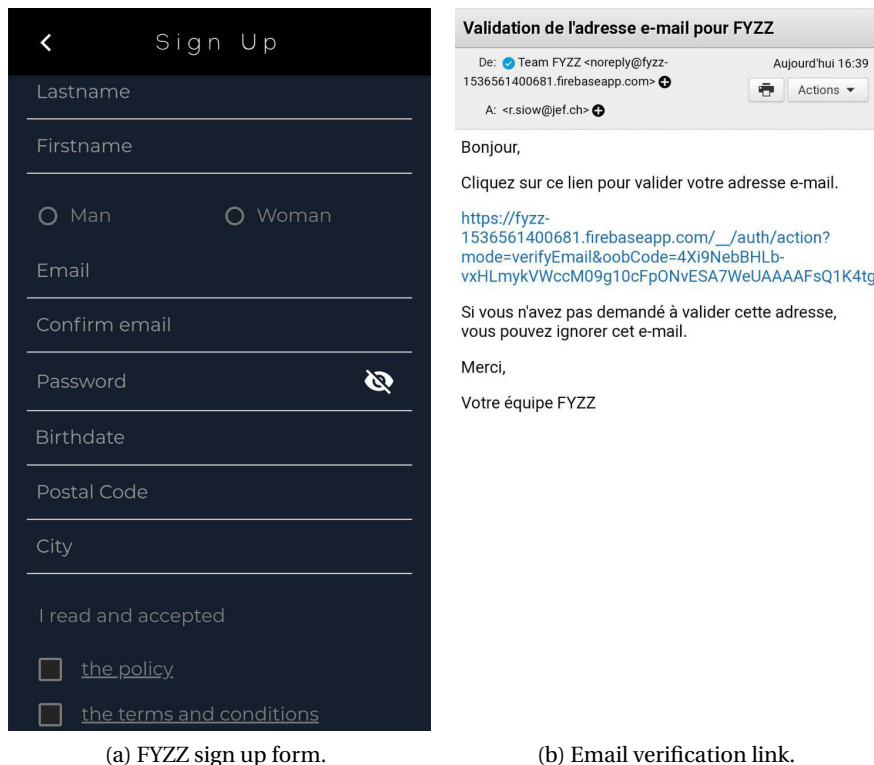 Sign Up
Lastname
Firstname
Man Woman
Email
Confirm email
Password
Birthdate
Postal Code
City
I read and accepted
the policy
the terms and conditions
(a) FYZZ sign up form.
Validation de l'adresse e-mail pour FYZZ
De: Team FYZZ <noreply@fyzz-
1536561400681.firebaseapp.com>
Aujourd'hui 16:39
Actions
A: <r.siow@jef.ch>
Bonjour,
Cliquez sur ce lien pour valider votre adresse e-mail.
https://fyzz-
1536561400681.firebaseapp.com/__/auth/action?
mode=verifyEmail&oobCode=4Xi9NebBHLb-
vxHLmykVWccM09g10cFpONvESA7WeUAAAAFsQ1K4tg
Si vous n'avez pas demandé à valider cette adresse,
vous pouvez ignorer cet e-mail.
Merci,
Votre équipe FYZZ
(b) Email verification link.